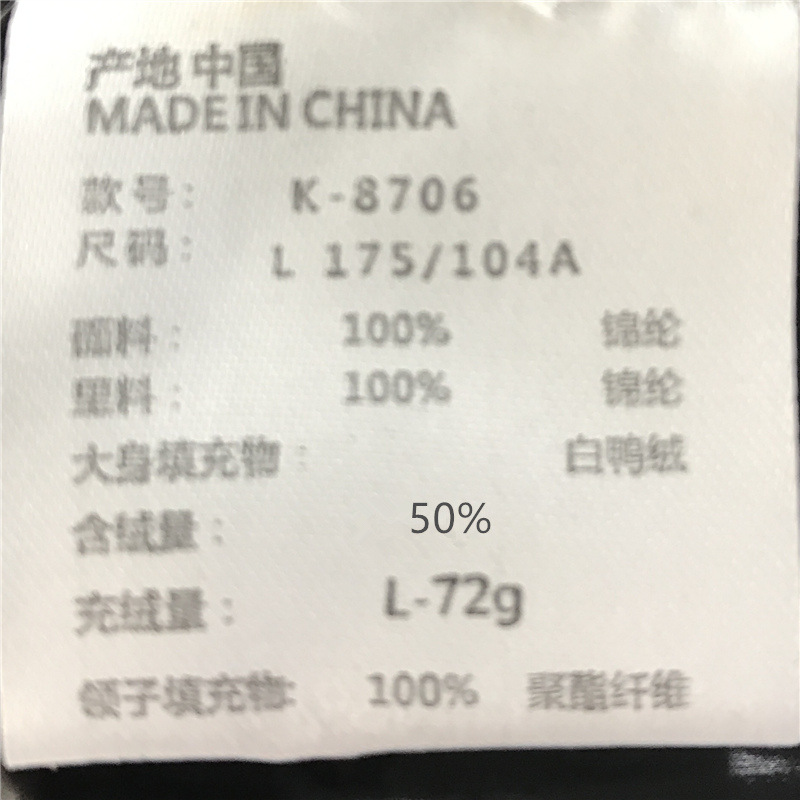 产地 中国
MADE IN CHINA
款号： K-8706
尺码： L 175/104A
面料： 100% 锦纶
里料： 100% 锦纶
大身填充物： 白鸭绒
含绒量： 50%
充绒量： L-72g
领子填充物: 100% 聚酯纤维